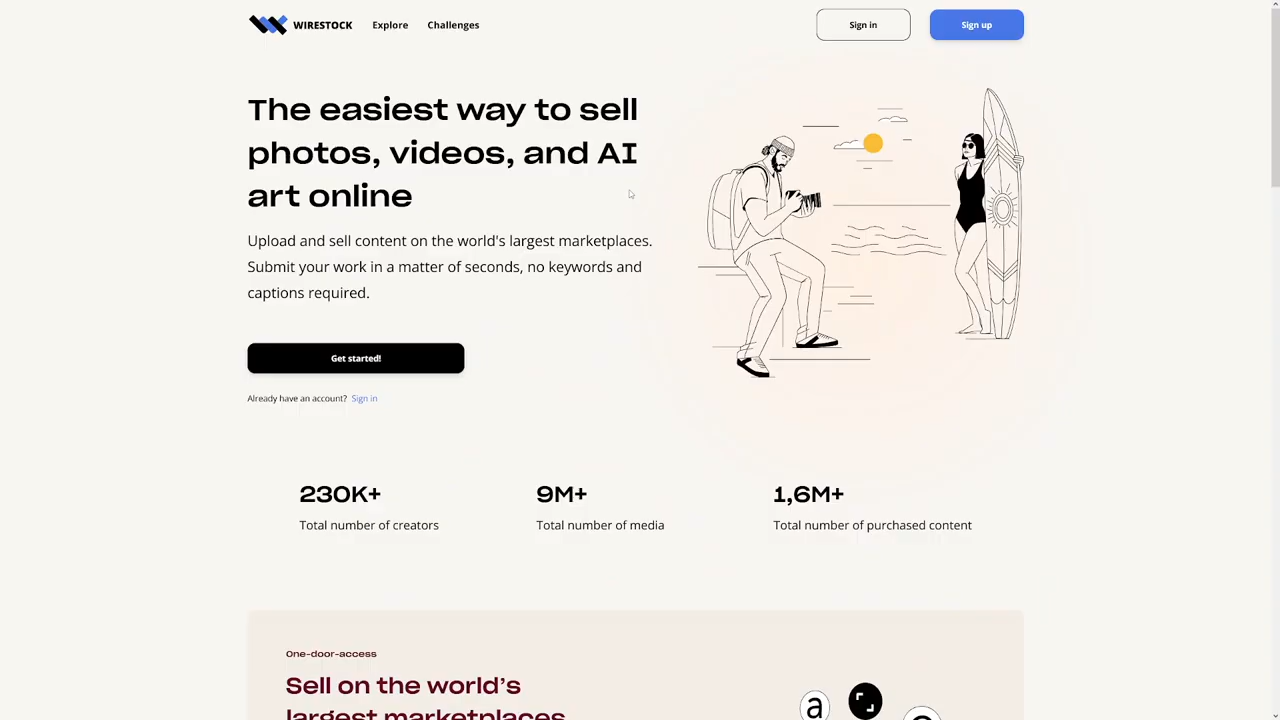 WIRESTOCK
Explore
Challenges
Sign in
Sign up
The easiest way to sell
photos, videos, and AI
art online
Upload and sell content on the world's largest marketplaces.
Submit your work in a matter of seconds, no keywords and
captions required.
Get started!
Already have an account? Sign in
230K+
Total number of creators
9M+
Total number of media
1,6M+
Total number of purchased content
One-door-access
Sell on the world's
largest marketplaces
a